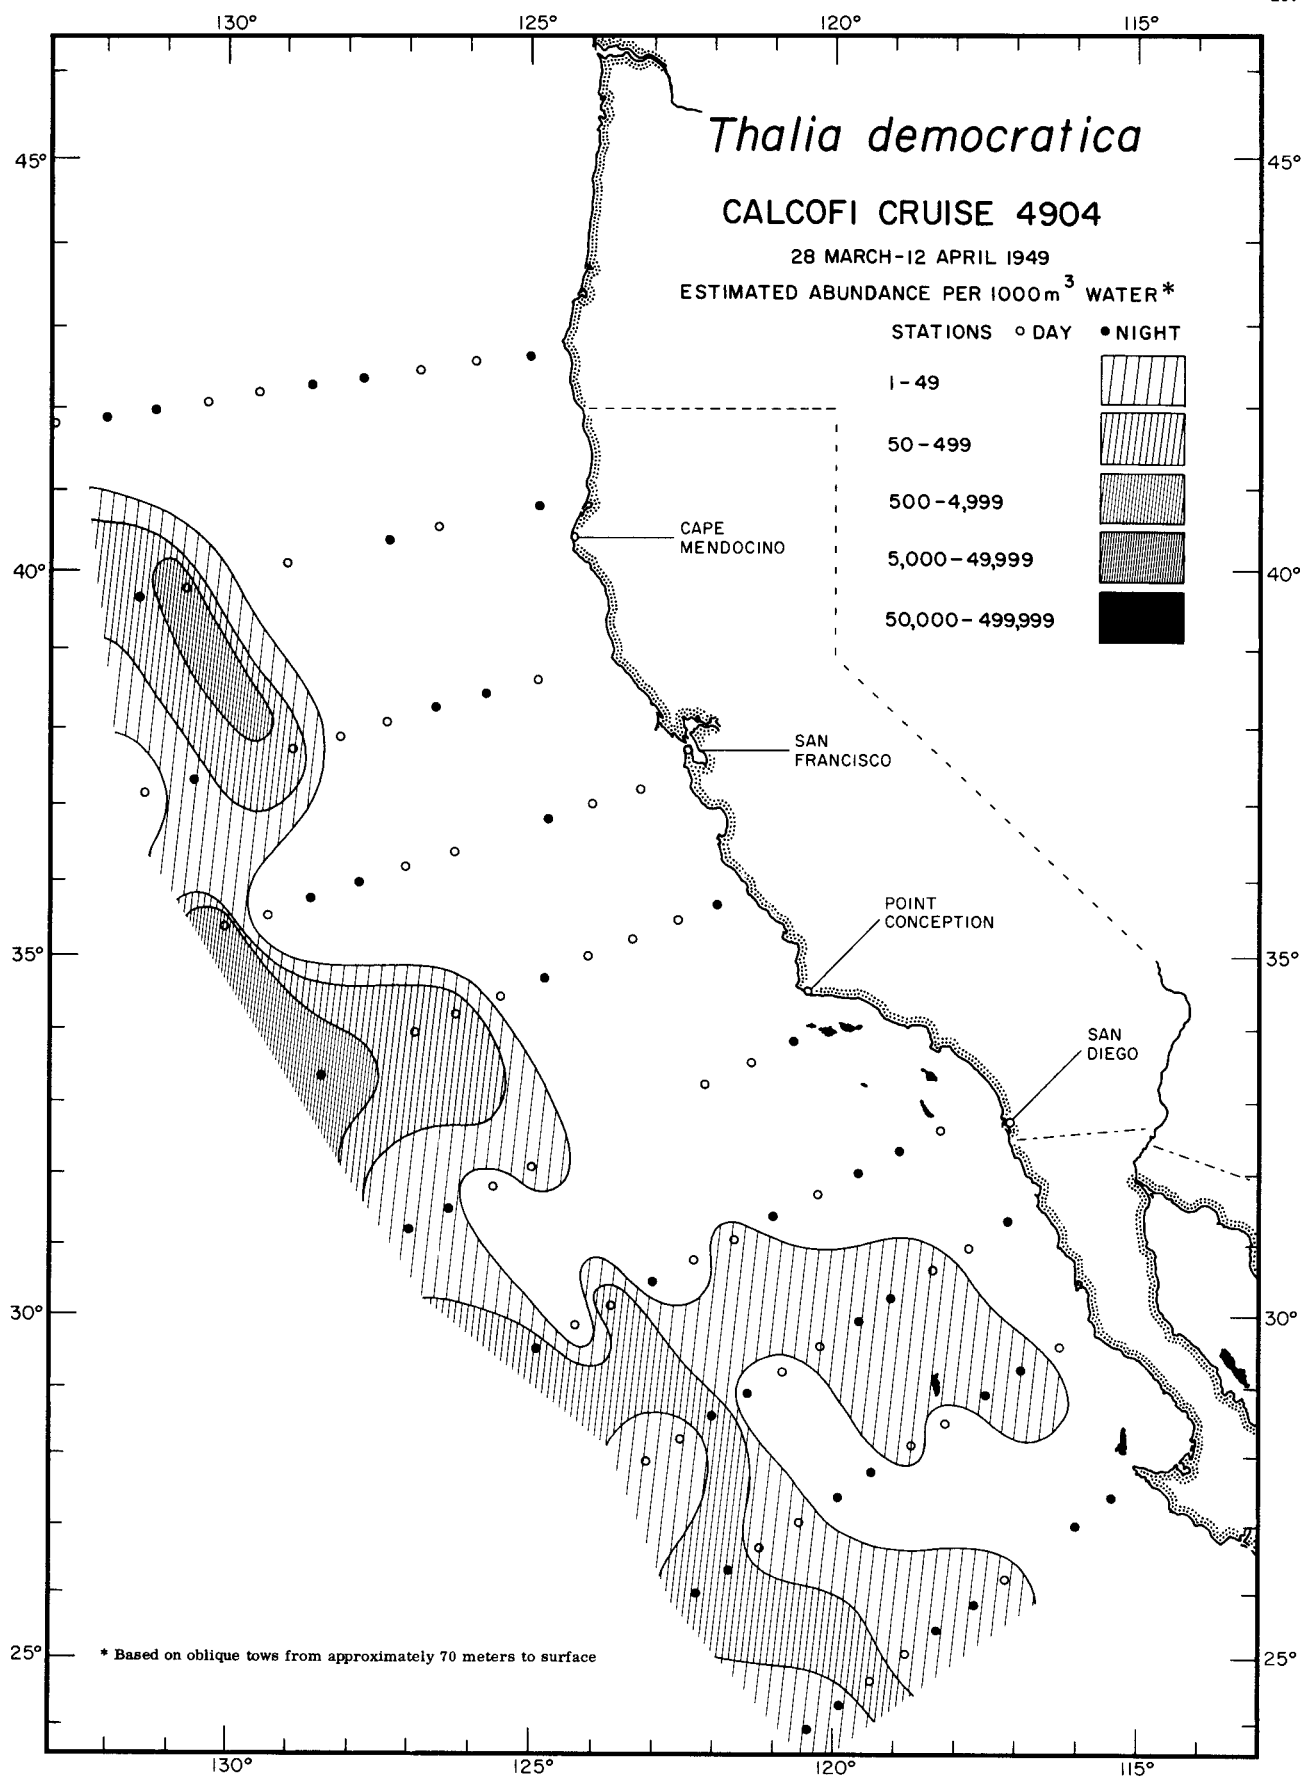 130° 125° 120° 115°
Thalia democratica
45° 45°
CALCOFI CRUISE 4904
28 MARCH-12 APRIL 1949
ESTIMATED ABUNDANCE PER 1000m³ WATER*
STATIONS ○ DAY ● NIGHT
1-49
50-499
500-4,999
CAPE
MENDOCINO
5,000-49,999
40° 40°
50,000-499,999
SAN
FRANCISCO
POINT
CONCEPTION
35° 35°
SAN
DIEGO
30° 30°
25° 25°
* Based on oblique tows from approximately 70 meters to surface
130° 125° 120° 115°